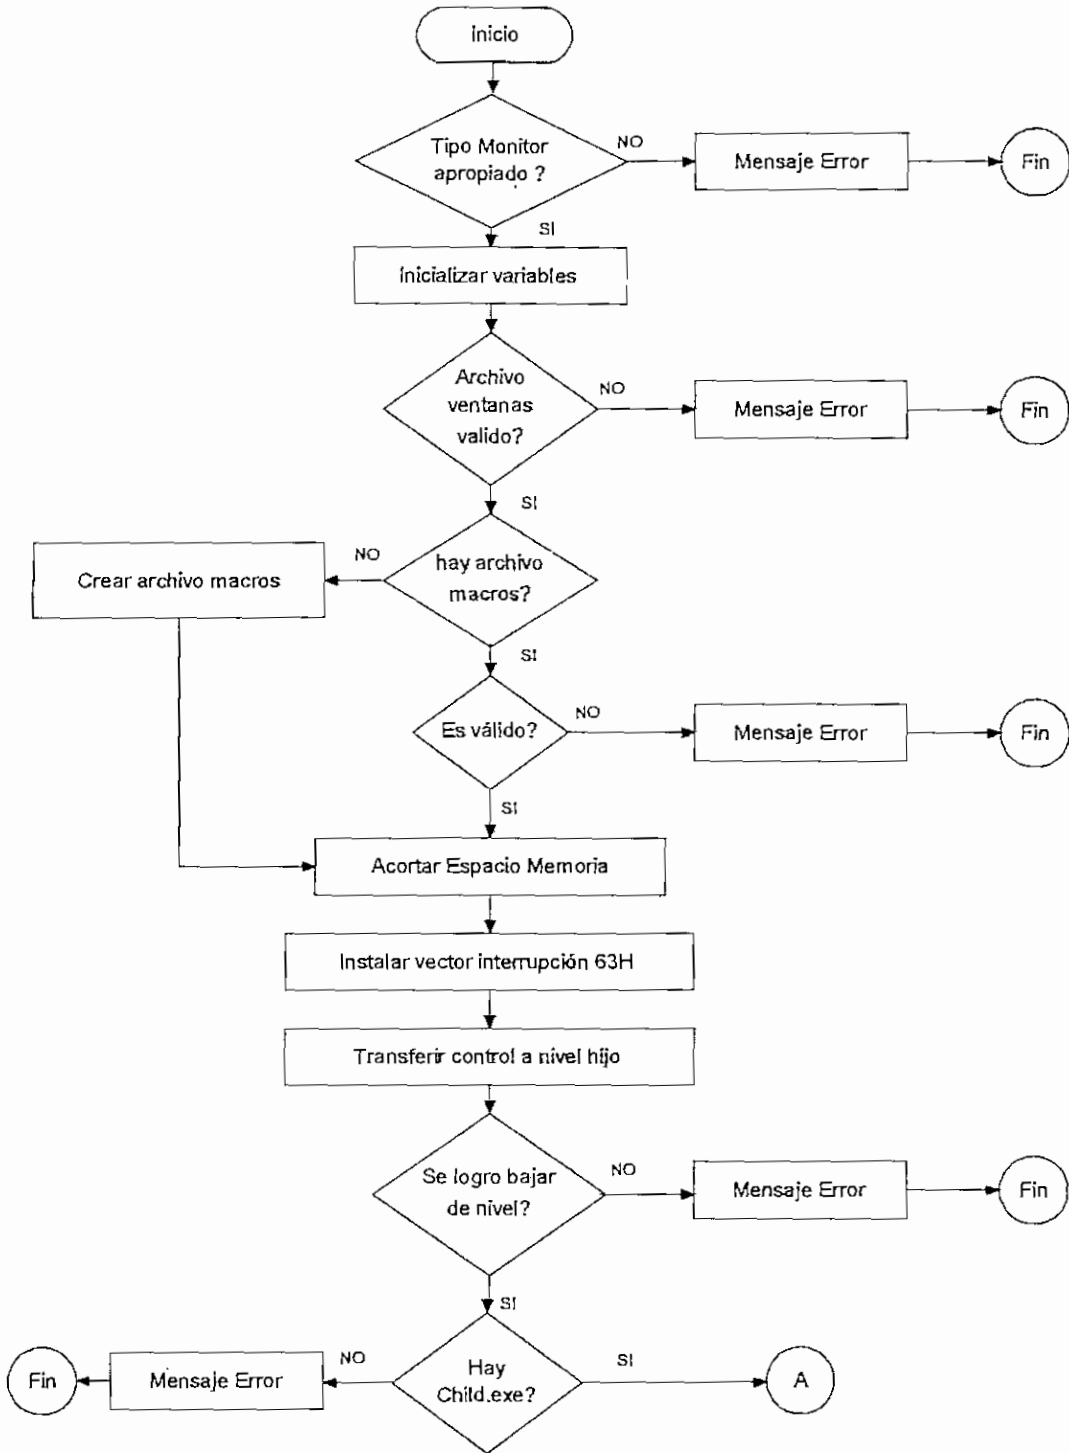 inicio
Tipo Monitor
apropiado ?
NO
Mensaje Error
Fin
SI
inicializar variables
Archivo
ventanas
valido?
NO
Mensaje Error
Fin
SI
hay archivo
macros?
NO
Crear archivo macros
SI
Es válido?
NO
Mensaje Error
Fin
SI
Acortar Espacio Memoria
Instalar vector interrupción 63H
Transferir control a nivel hijo
Se logro bajar
de nivel?
NO
Mensaje Error
Fin
SI
Hay
Child.exe?
NO
Mensaje Error
Fin
SI
A